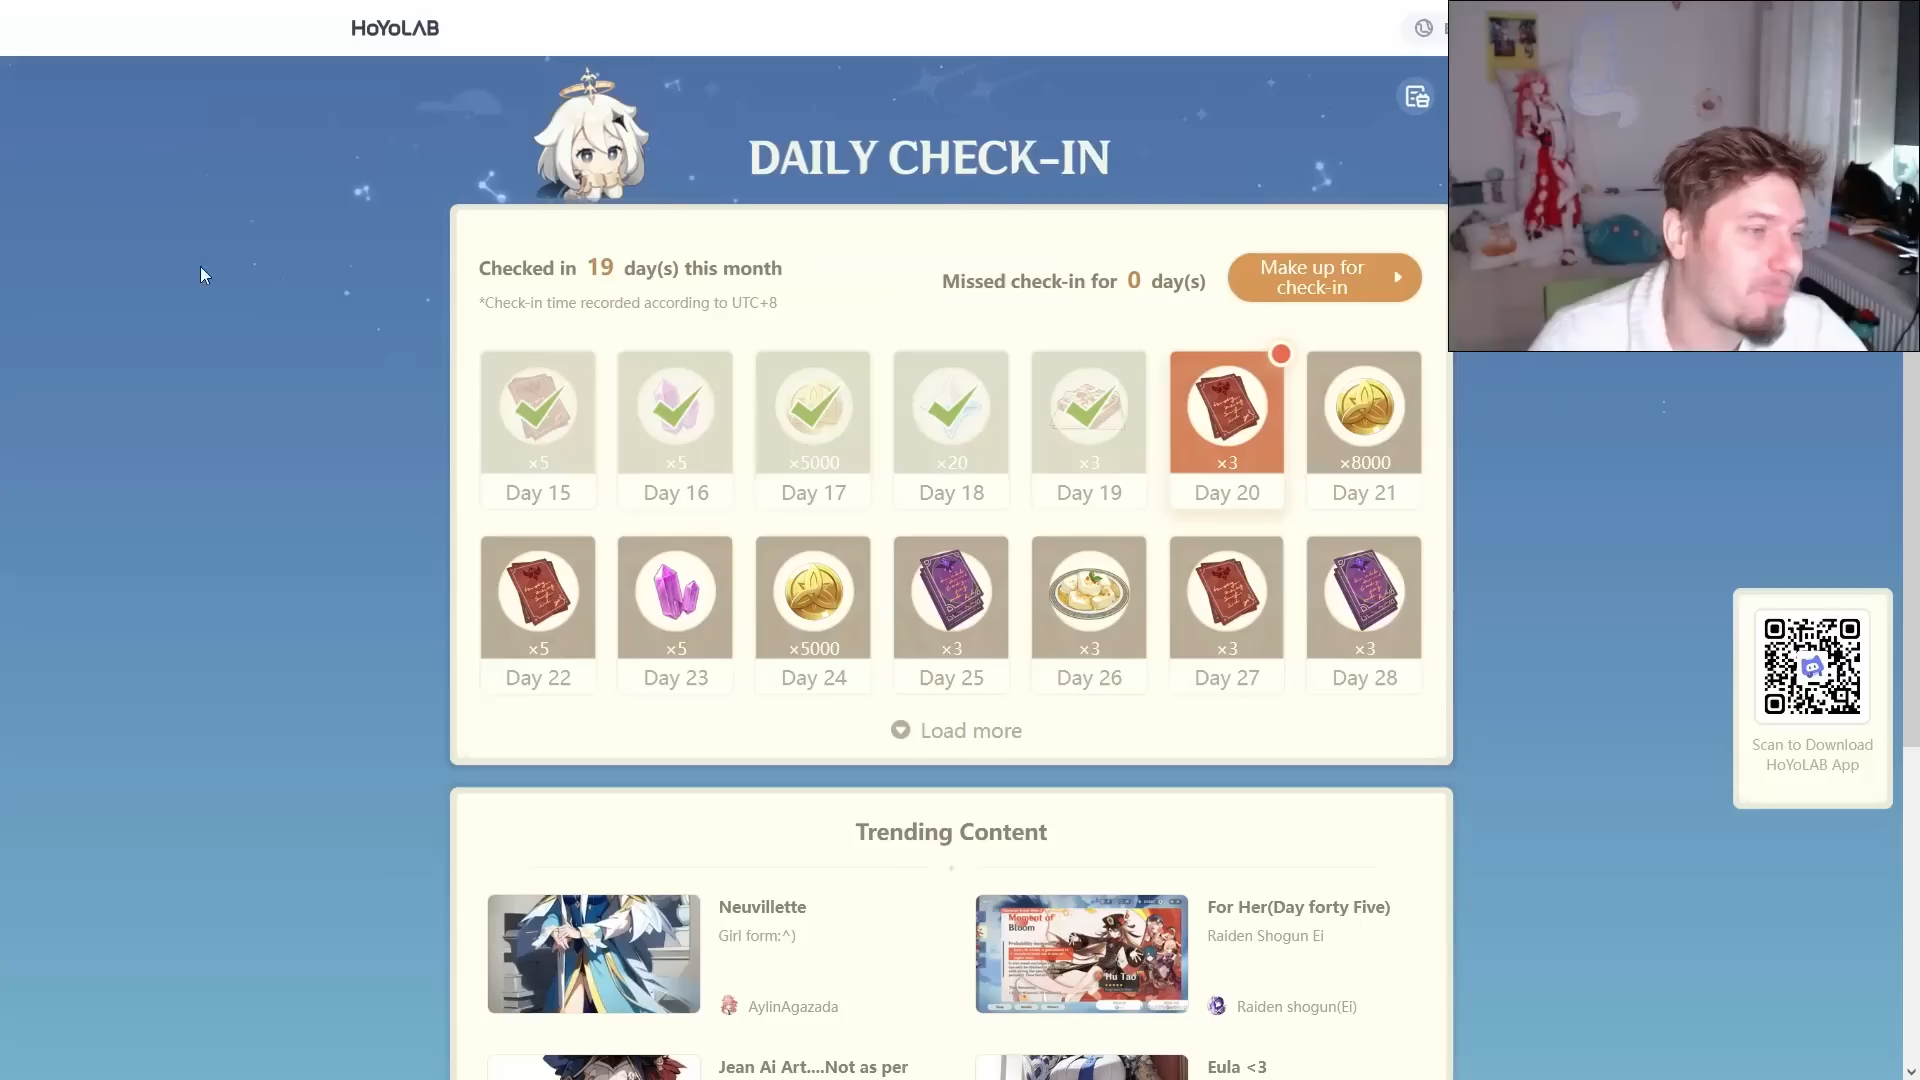 HoYoLAB
DAILY CHECK-IN
Checked in 19 day(s) this month
*Check-in time recorded according to UTC+8
Missed check-in for 0 day(s)
Make up for
check-in
×5
×5
×5000
×20
×3
×3
×8000
Day 15
Day 16
Day 17
Day 18
Day 19
Day 20
Day 21
×5
×5
×5000
×3
×3
×3
×3
Day 22
Day 23
Day 24
Day 25
Day 26
Day 27
Day 28
Load more
Scan to Download
HoYoLAB App
Trending Content
Neuvillette
Girl form:^)
AylinAgazada
Moment of
Bloom
Hu Tao
For Her(Day forty Five)
Raiden Shogun Ei
Raiden shogun(Ei)
Jean Ai Art....Not as per
Eula <3